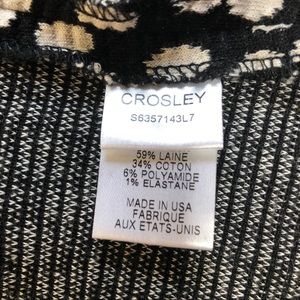 CROSLEY
S6357143L7
59% LAINE
34% COTON
6% POLYAMIDE
1% ELASTANE
MADE IN USA
FABRIQUE
AUX ETATS-UNIS